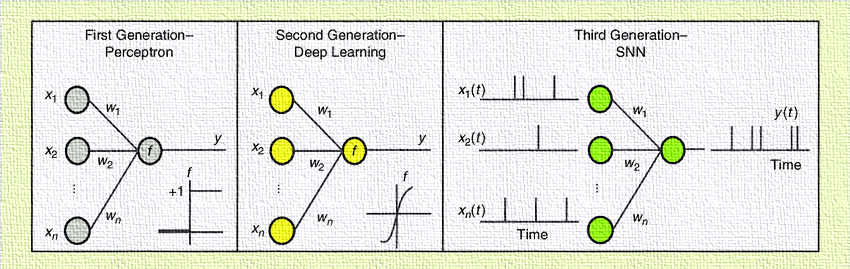 First Generation–
Perceptron
x1
w1
x2
w2
f
y
⋮
xn
wn
f
+1
Second Generation–
Deep Learning
x1
w1
x2
w2
f
y
⋮
xn
wn
f
Third Generation–
SNN
x1(t)
w1
y(t)
x2(t)
w2
Time
⋮
xn(t)
wn
Time